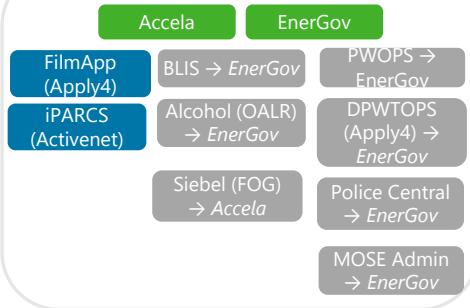 Accela
EnerGov
FilmApp
(Apply4)
BLIS → EnerGov
PWOPS →
EnerGov
iPARCS
(Activenet)
Alcohol (OALR)
→ EnerGov
DPWTOPS
(Apply4) →
EnerGov
Siebel (FOG)
→ Accela
Police Central
→ EnerGov
MOSE Admin
→ EnerGov